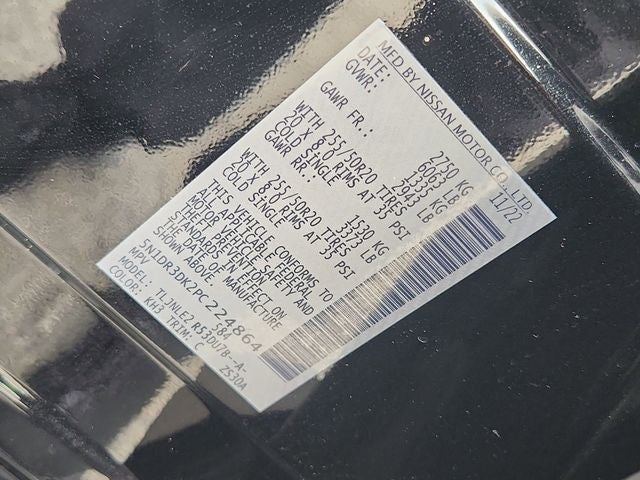 MFD BY NISSAN MOTOR CO., LTD.
DATE: 11/22
GVWR: 2750 KG
6063 LB
GAWR FR.: 1335 KG
2943 LB
WITH 255/50R20 TIRES
20 X 8.0 RIMS AT 35 PSI
COLD SINGLE
GAWR RR.: 1530 KG
3373 LB
WITH 255/50R20 TIRES
20 X 8.0 RIMS AT 35 PSI
COLD SINGLE
THIS VEHICLE CONFORMS TO
ALL APPLICABLE FEDERAL
MOTOR VEHICLE SAFETY AND
THEFT PREVENTION
STANDARDS IN EFFECT ON
THE DATE OF MANUFACTURE
SHOWN ABOVE.
5N1DR3DK2PC224864
MPV 584
MODEL: TLJNLE2 R53DU7B--A-
COLOR: KH3 TRIM: C ZS30A